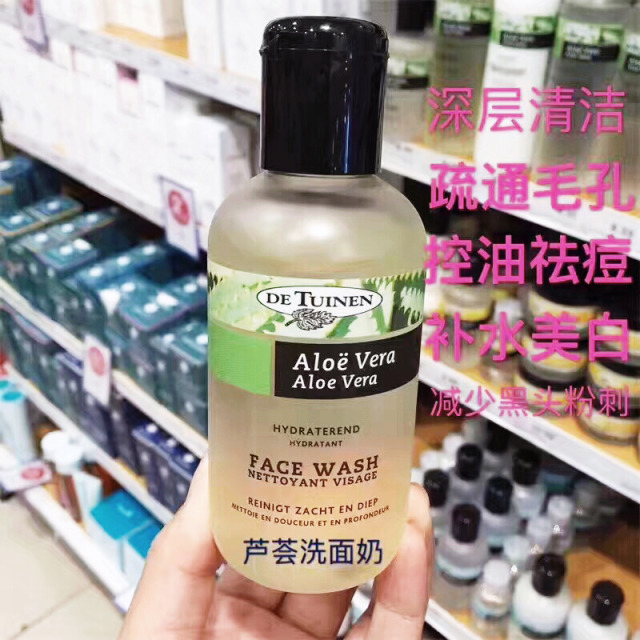 深层清洁
疏通毛孔
控油祛痘
补水美白
减少黑头粉刺
DE TUINEN
Aloë Vera
Aloe Vera
HYDRATEREND
HYDRATANT
FACE WASH
NETTOYANT VISAGE
REINIGT ZACHT EN DIEP
NETTOIE EN DOUCEUR ET EN PROFONDEUR
芦荟洗面奶